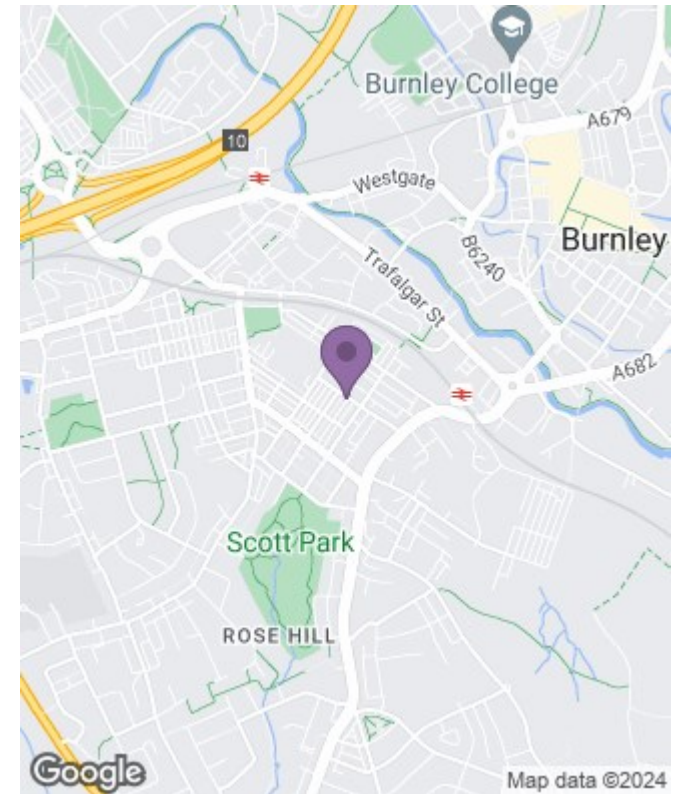 Burnley College
A679
10
Westgate
Burnley
B6240
Trafalgar St
A682
Scott Park
ROSE HILL
Google
Map data ©2024